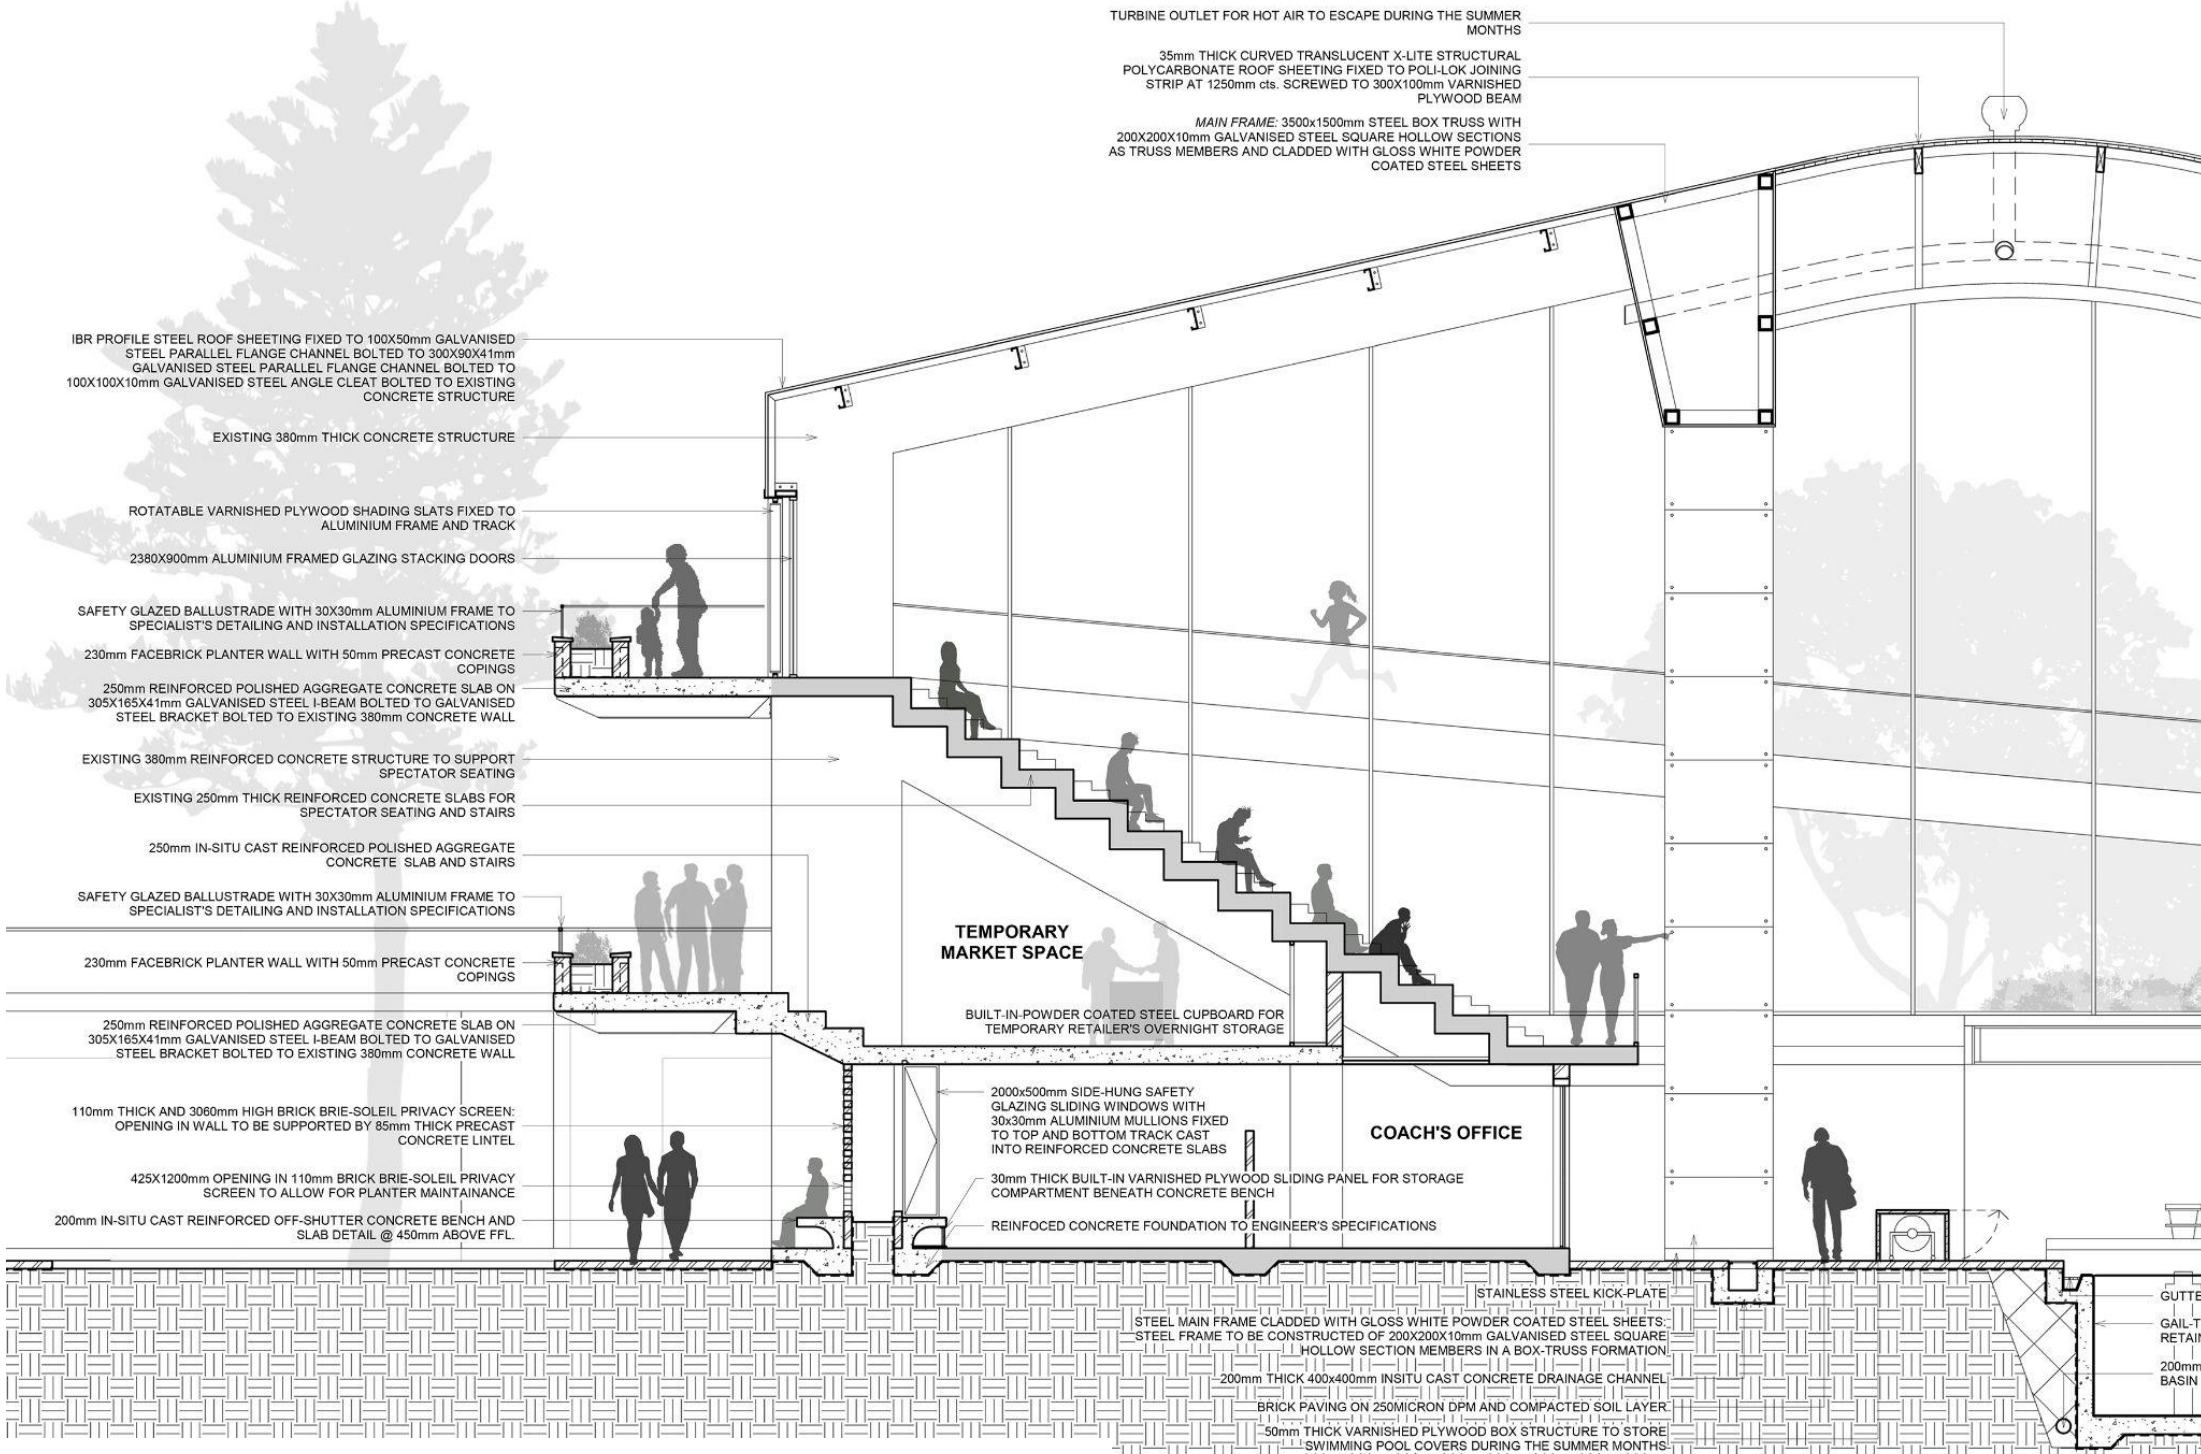 TURBINE OUTLET FOR HOT AIR TO ESCAPE DURING THE SUMMER
MONTHS
35mm THICK CURVED TRANSLUCENT X-LITE STRUCTURAL
POLYCARBONATE ROOF SHEETING FIXED TO POLI-LOK JOINING
STRIP AT 1250mm cts. SCREWED TO 300X100mm VARNISHED
PLYWOOD BEAM
MAIN FRAME: 3500x1500mm STEEL BOX TRUSS WITH
200X200X10mm GALVANISED STEEL SQUARE HOLLOW SECTIONS
AS TRUSS MEMBERS AND CLADDED WITH GLOSS WHITE POWDER
COATED STEEL SHEETS
IBR PROFILE STEEL ROOF SHEETING FIXED TO 100X50mm GALVANISED
STEEL PARALLEL FLANGE CHANNEL BOLTED TO 300X90X41mm
GALVANISED STEEL PARALLEL FLANGE CHANNEL BOLTED TO
100X100X10mm GALVANISED STEEL ANGLE CLEAT BOLTED TO EXISTING
CONCRETE STRUCTURE
EXISTING 380mm THICK CONCRETE STRUCTURE
ROTATABLE VARNISHED PLYWOOD SHADING SLATS FIXED TO
ALUMINIUM FRAME AND TRACK
2380X900mm ALUMINIUM FRAMED GLAZING STACKING DOORS
SAFETY GLAZED BALLUSTRADE WITH 30X30mm ALUMINIUM FRAME TO
SPECIALIST'S DETAILING AND INSTALLATION SPECIFICATIONS
230mm FACEBRICK PLANTER WALL WITH 50mm PRECAST CONCRETE
COPINGS
250mm REINFORCED POLISHED AGGREGATE CONCRETE SLAB ON
305X165X41mm GALVANISED STEEL I-BEAM BOLTED TO GALVANISED
STEEL BRACKET BOLTED TO EXISTING 380mm CONCRETE WALL
EXISTING 380mm REINFORCED CONCRETE STRUCTURE TO SUPPORT
SPECTATOR SEATING
EXISTING 250mm THICK REINFORCED CONCRETE SLABS FOR
SPECTATOR SEATING AND STAIRS
250mm IN-SITU CAST REINFORCED POLISHED AGGREGATE
CONCRETE SLAB AND STAIRS
SAFETY GLAZED BALLUSTRADE WITH 30X30mm ALUMINIUM FRAME TO
SPECIALIST'S DETAILING AND INSTALLATION SPECIFICATIONS
230mm FACEBRICK PLANTER WALL WITH 50mm PRECAST CONCRETE
COPINGS
250mm REINFORCED POLISHED AGGREGATE CONCRETE SLAB ON
305X165X41mm GALVANISED STEEL I-BEAM BOLTED TO GALVANISED
STEEL BRACKET BOLTED TO EXISTING 380mm CONCRETE WALL
110mm THICK AND 3060mm HIGH BRICK BRIE-SOLEIL PRIVACY SCREEN:
OPENING IN WALL TO BE SUPPORTED BY 85mm THICK PRECAST
CONCRETE LINTEL
425X1200mm OPENING IN 110mm BRICK BRIE-SOLEIL PRIVACY
SCREEN TO ALLOW FOR PLANTER MAINTAINANCE
200mm IN-SITU CAST REINFORCED OFF-SHUTTER CONCRETE BENCH AND
SLAB DETAIL @ 450mm ABOVE FFL.
TEMPORARY
MARKET SPACE
BUILT-IN-POWDER COATED STEEL CUPBOARD FOR
TEMPORARY RETAILER'S OVERNIGHT STORAGE
2000x500mm SIDE-HUNG SAFETY
GLAZING SLIDING WINDOWS WITH
30x30mm ALUMINIUM MULLIONS FIXED
TO TOP AND BOTTOM TRACK CAST
INTO REINFORCED CONCRETE SLABS
COACH'S OFFICE
30mm THICK BUILT-IN VARNISHED PLYWOOD SLIDING PANEL FOR STORAGE
COMPARTMENT BENEATH CONCRETE BENCH
REINFOCED CONCRETE FOUNDATION TO ENGINEER'S SPECIFICATIONS
STAINLESS STEEL KICK-PLATE
STEEL MAIN FRAME CLADDED WITH GLOSS WHITE POWDER COATED STEEL SHEETS:
STEEL FRAME TO BE CONSTRUCTED OF 200X200X10mm GALVANISED STEEL SQUARE
HOLLOW SECTION MEMBERS IN A BOX-TRUSS FORMATION
200mm THICK 400x400mm INSITU CAST CONCRETE DRAINAGE CHANNEL
BRICK PAVING ON 250MICRON DPM AND COMPACTED SOIL LAYER
50mm THICK VARNISHED PLYWOOD BOX STRUCTURE TO STORE
SWIMMING POOL COVERS DURING THE SUMMER MONTHS
GUTTE
GAIL-T
RETAIN
200mm
BASIN